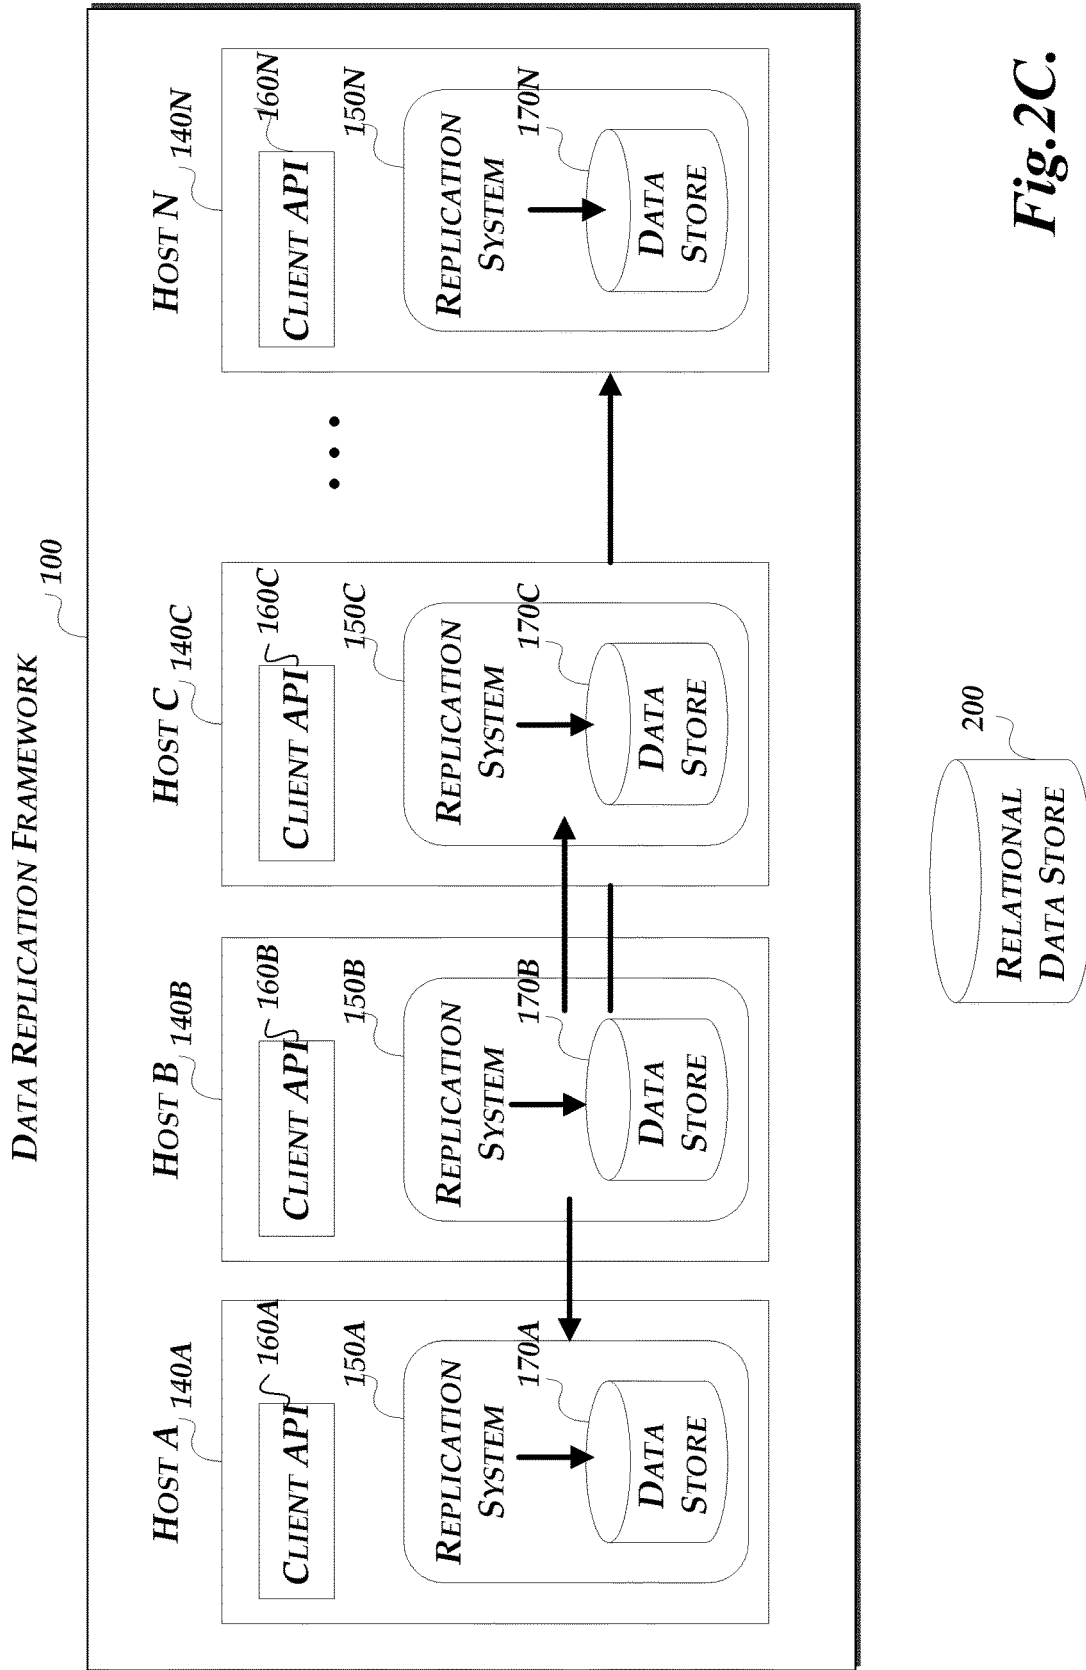 DATA REPLICATION FRAMEWORK
100
HOST A
140A
160A
CLIENT API
150A
REPLICATION
SYSTEM
170A
DATA
STORE
HOST B
140B
160B
CLIENT API
150B
REPLICATION
SYSTEM
170B
DATA
STORE
HOST C
140C
160C
CLIENT API
150C
REPLICATION
SYSTEM
170C
DATA
STORE
HOST N
140N
160N
CLIENT API
150N
REPLICATION
SYSTEM
170N
DATA
STORE
200
RELATIONAL
DATA STORE
Fig.2C.